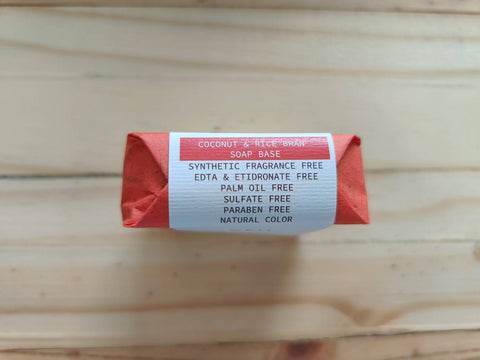 COCONUT & RICE BRAN
SOAP BASE
SYNTHETIC FRAGRANCE FREE
EDTA & ETIDRONATE FREE
PALM OIL FREE
SULFATE FREE
PARABEN FREE
NATURAL COLOR